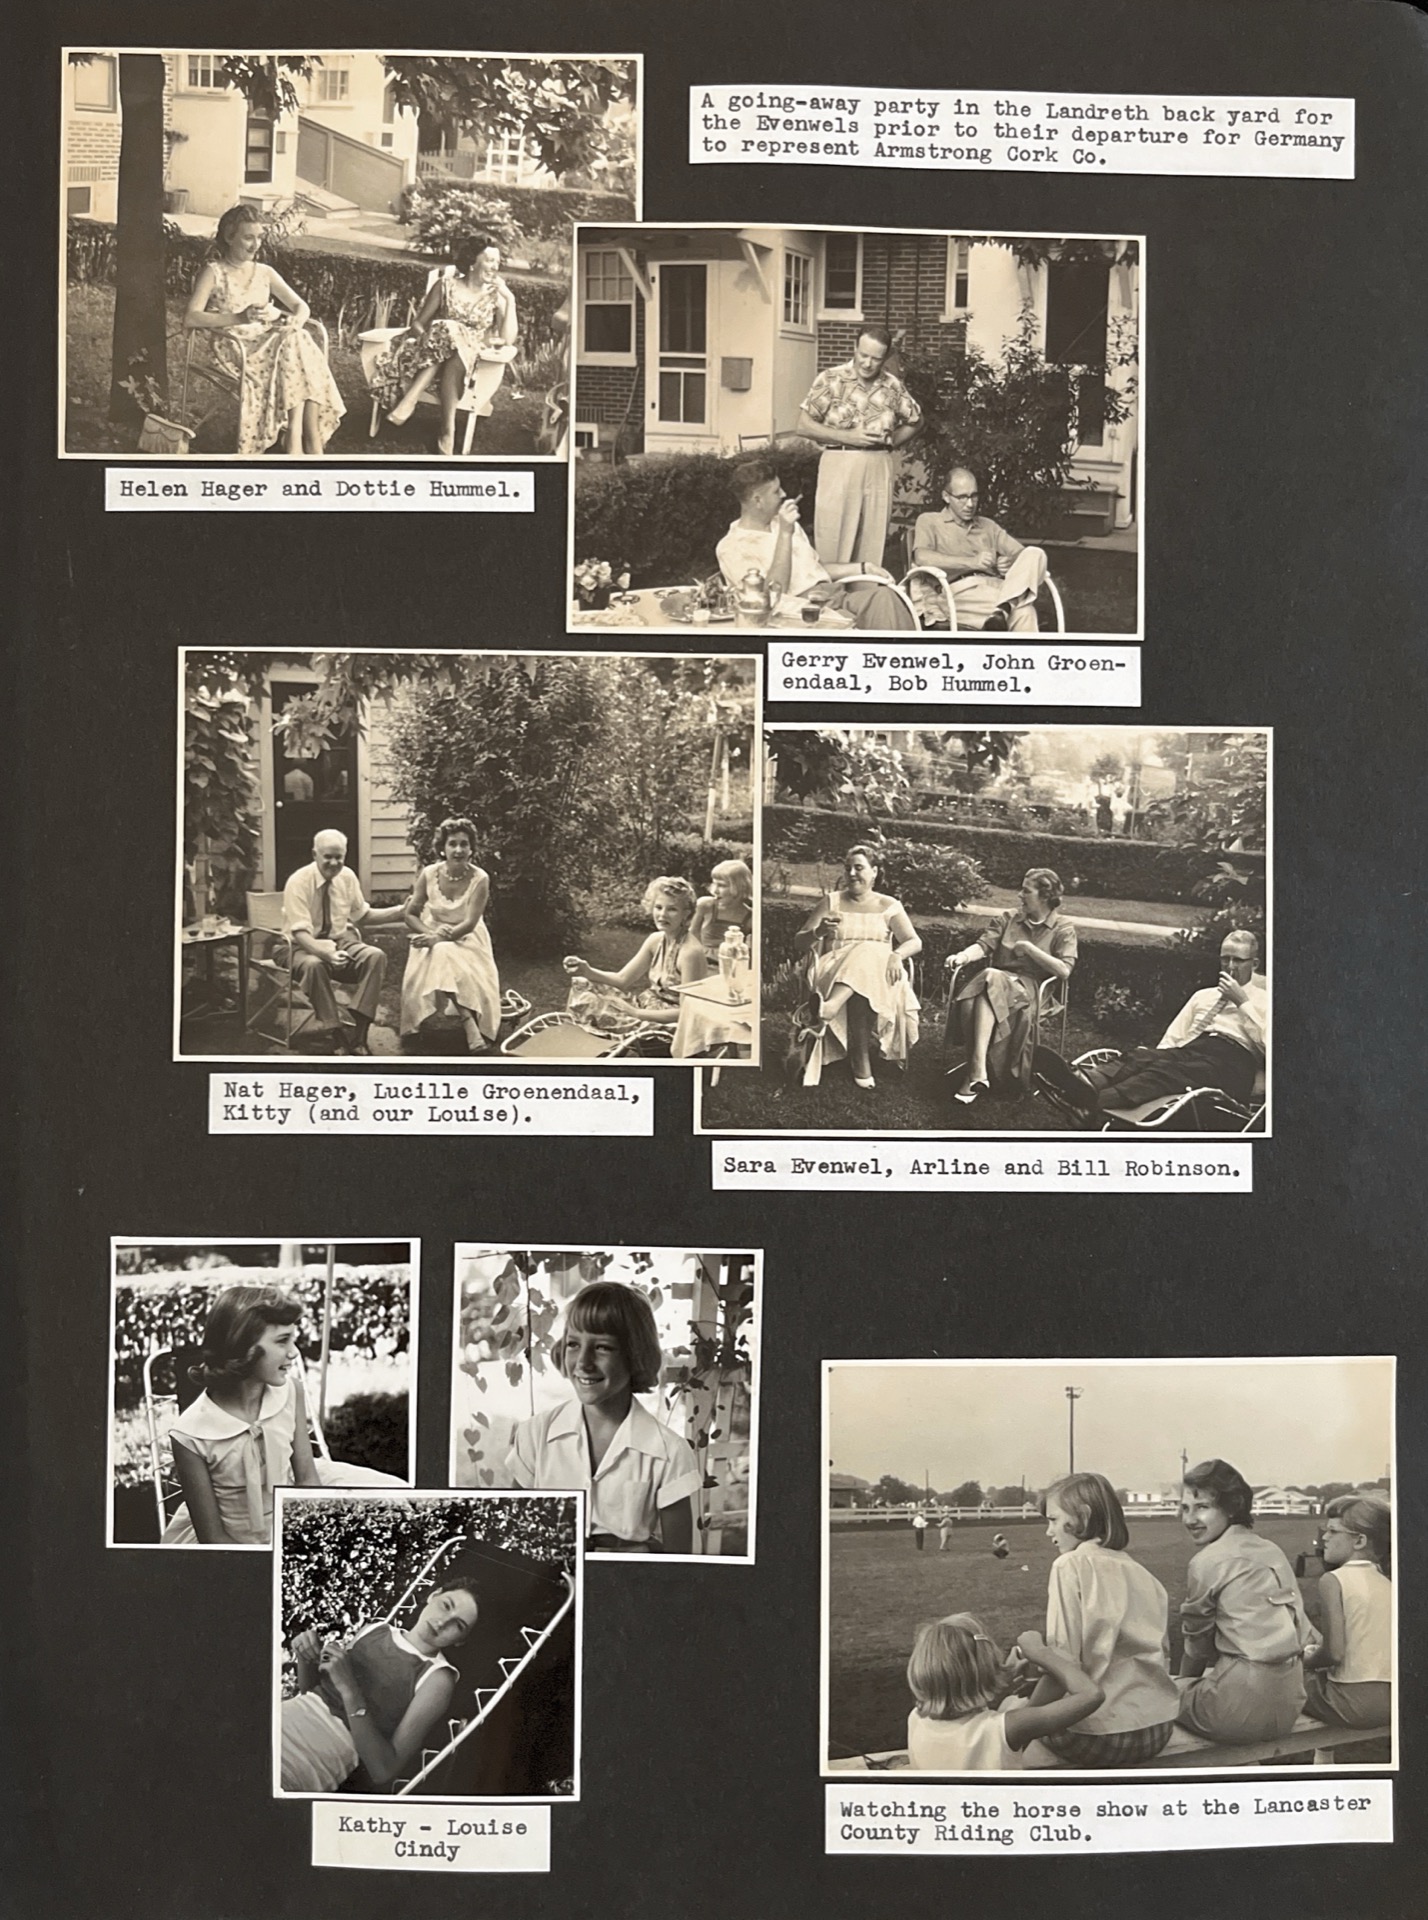 A going-away party in the Landreth back yard for
the Evenwels prior to their departure for Germany
to represent Armstrong Cork Co.
Helen Hager and Dottie Hummel.
Gerry Evenwel, John Groen-
endaal, Bob Hummel.
Nat Hager, Lucille Groenendaal,
Kitty (and our Louise).
Sara Evenwel, Arline and Bill Robinson.
Kathy - Louise
Cindy
Watching the horse show at the Lancaster
County Riding Club.